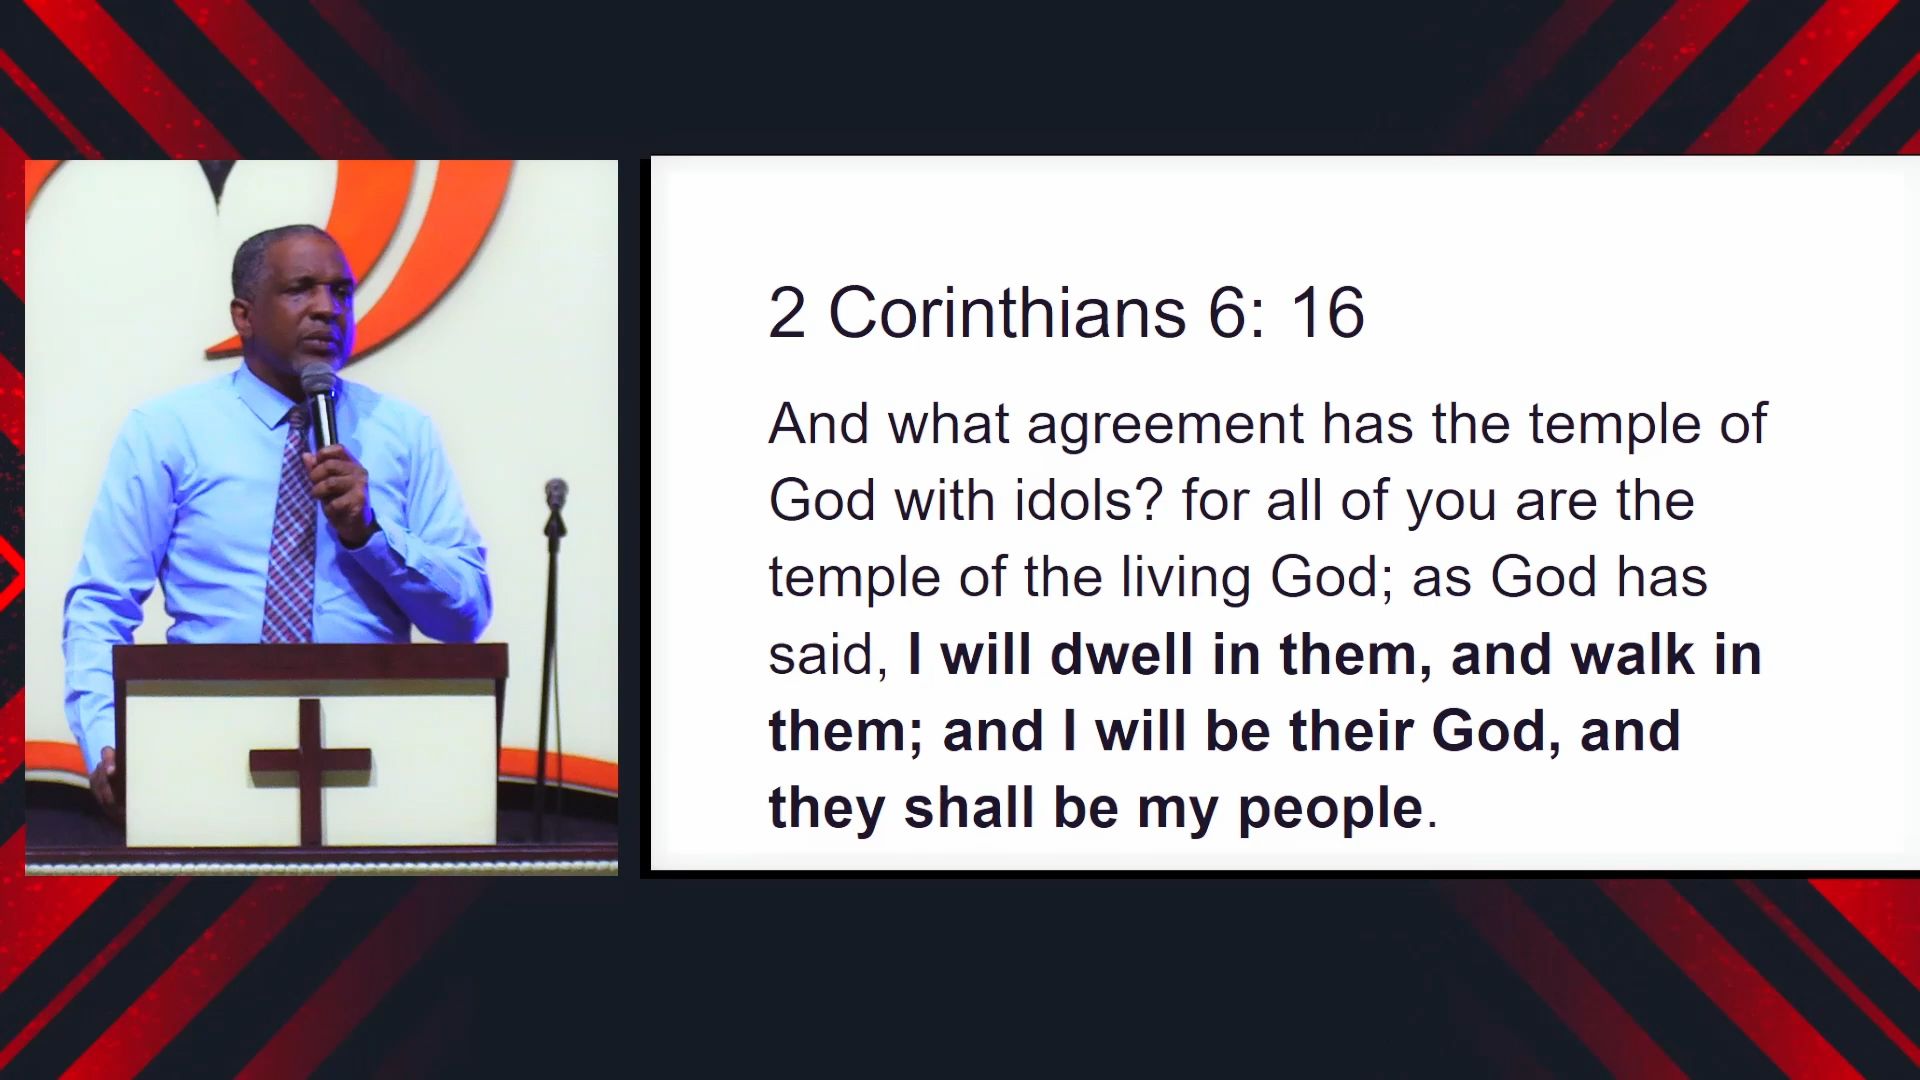 2 Corinthians 6: 16
And what agreement has the temple of
God with idols? for all of you are the
temple of the living God; as God has
said, I will dwell in them, and walk in
them; and I will be their God, and
they shall be my people.